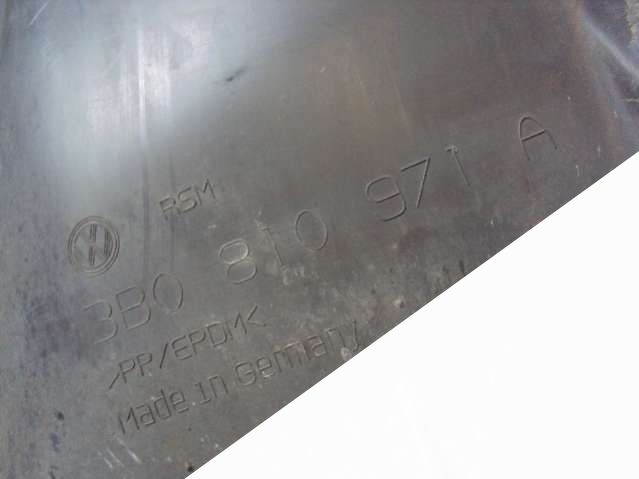 RSM
3B0 810 971 A
>PP/EPDM<
Made in Germany